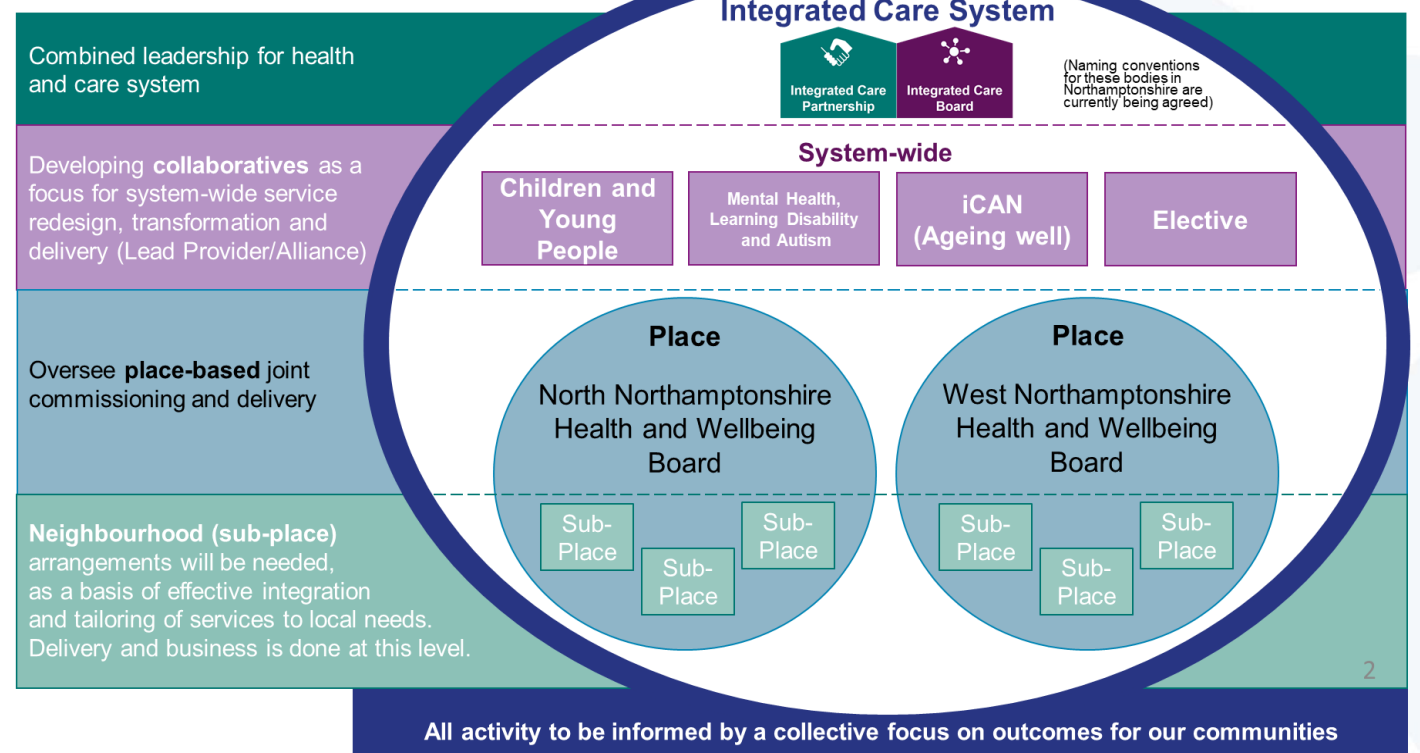 Integrated Care System
Combined leadership for health
and care system
Integrated Care
Partnership
Integrated Care
Board
(Naming conventions
for these bodies in
Northamptonshire are
currently being agreed)
Developing collaboratives as a
focus for system-wide service
redesign, transformation and
delivery (Lead Provider/Alliance)
System-wide
Children and
Young
People
Mental Health,
Learning Disability
and Autism
iCAN
(Ageing well)
Elective
Oversee place-based joint
commissioning and delivery
Place
North Northamptonshire
Health and Wellbeing
Board
Place
West Northamptonshire
Health and Wellbeing
Board
Neighbourhood (sub-place)
arrangements will be needed,
as a basis of effective integration
and tailoring of services to local needs.
Delivery and business is done at this level.
Sub-
Place
Sub-
Place
Sub-
Place
Sub-
Place
Sub-
Place
Sub-
Place
2
All activity to be informed by a collective focus on outcomes for our communities